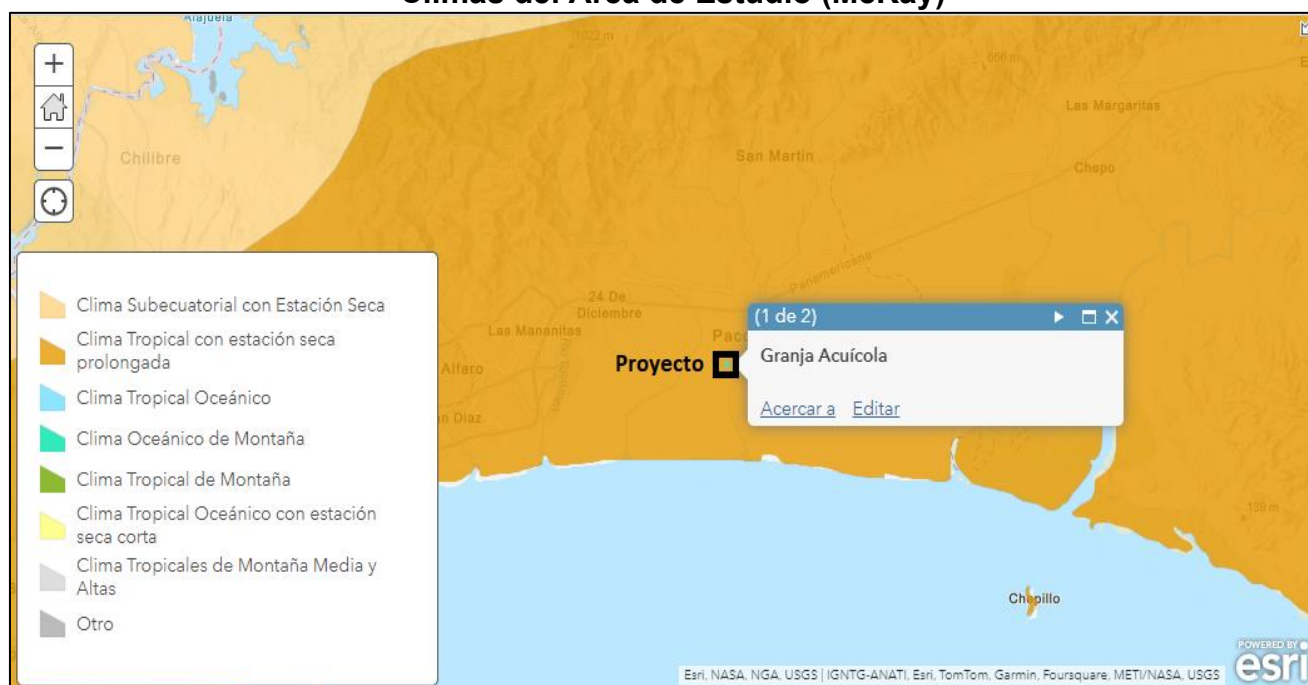 Climas del Área de Estudio (McKay)
Alajuela
1022 m
656 m
Las Margaritas
Chilibre
San Martín
Chepo
Panamericana
24 De
Diciembre
Las Mananitas
Alfaro
(1 de 2)
Proyecto
Granja Acuícola
Acercar a Editar
Clima Subecuatorial con Estación Seca
Clima Tropical con estación seca
prolongada
Clima Tropical Oceánico
Clima Oceánico de Montaña
Clima Tropical de Montaña
Clima Tropical Oceánico con estación
seca corta
Clima Tropicales de Montaña Media y
Altas
Otro
139 m
Chepillo
Esri, NASA, NGA, USGS | IGNTG-ANATI, Esri, TomTom, Garmin, Foursquare, METI/NASA, USGS
POWERED BY
esri